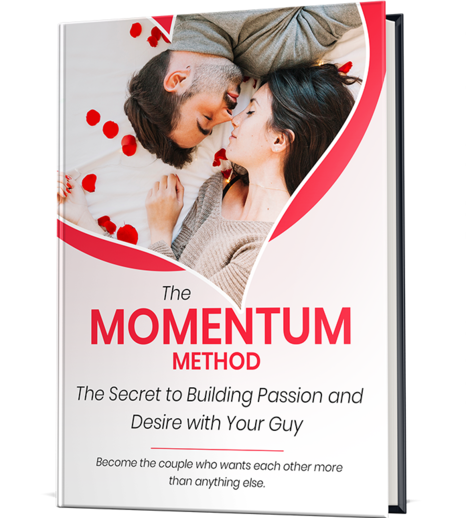 The
MOMENTUM
METHOD
The Secret to Building Passion and
Desire with Your Guy
Become the couple who wants each other more
than anything else.